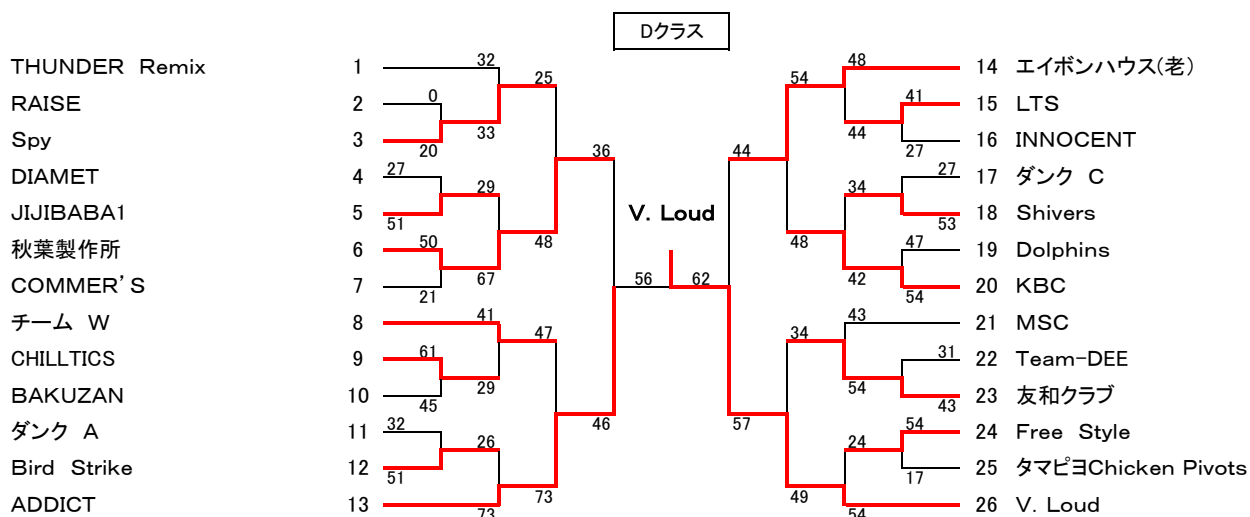 Dクラス
THUNDER Remix 1 32 48 14 エイボンハウス(老)
25 54
RAISE 2 0 41 15 LTS
33 44
Spy 3 20 27 16 INNOCENT
36 44
DIAMET 4 27 27 17 ダンク C
29 34
JIJIBABA1 5 51 V. Loud 53 18 Shivers
48 48
秋葉製作所 6 50 47 19 Dolphins
67 42
COMMER'S 7 21 56 62 54 20 KBC
チーム W 8 41 43 21 MSC
47 34
CHILLTICS 9 61 31 22 Team-DEE
29 54
BAKUZAN 10 45 43 23 友和クラブ
46 57
ダンク A 11 32 54 24 Free Style
26 24
Bird Strike 12 51 17 25 タマピヨChicken Pivots
73 49
ADDICT 13 73 54 26 V. Loud